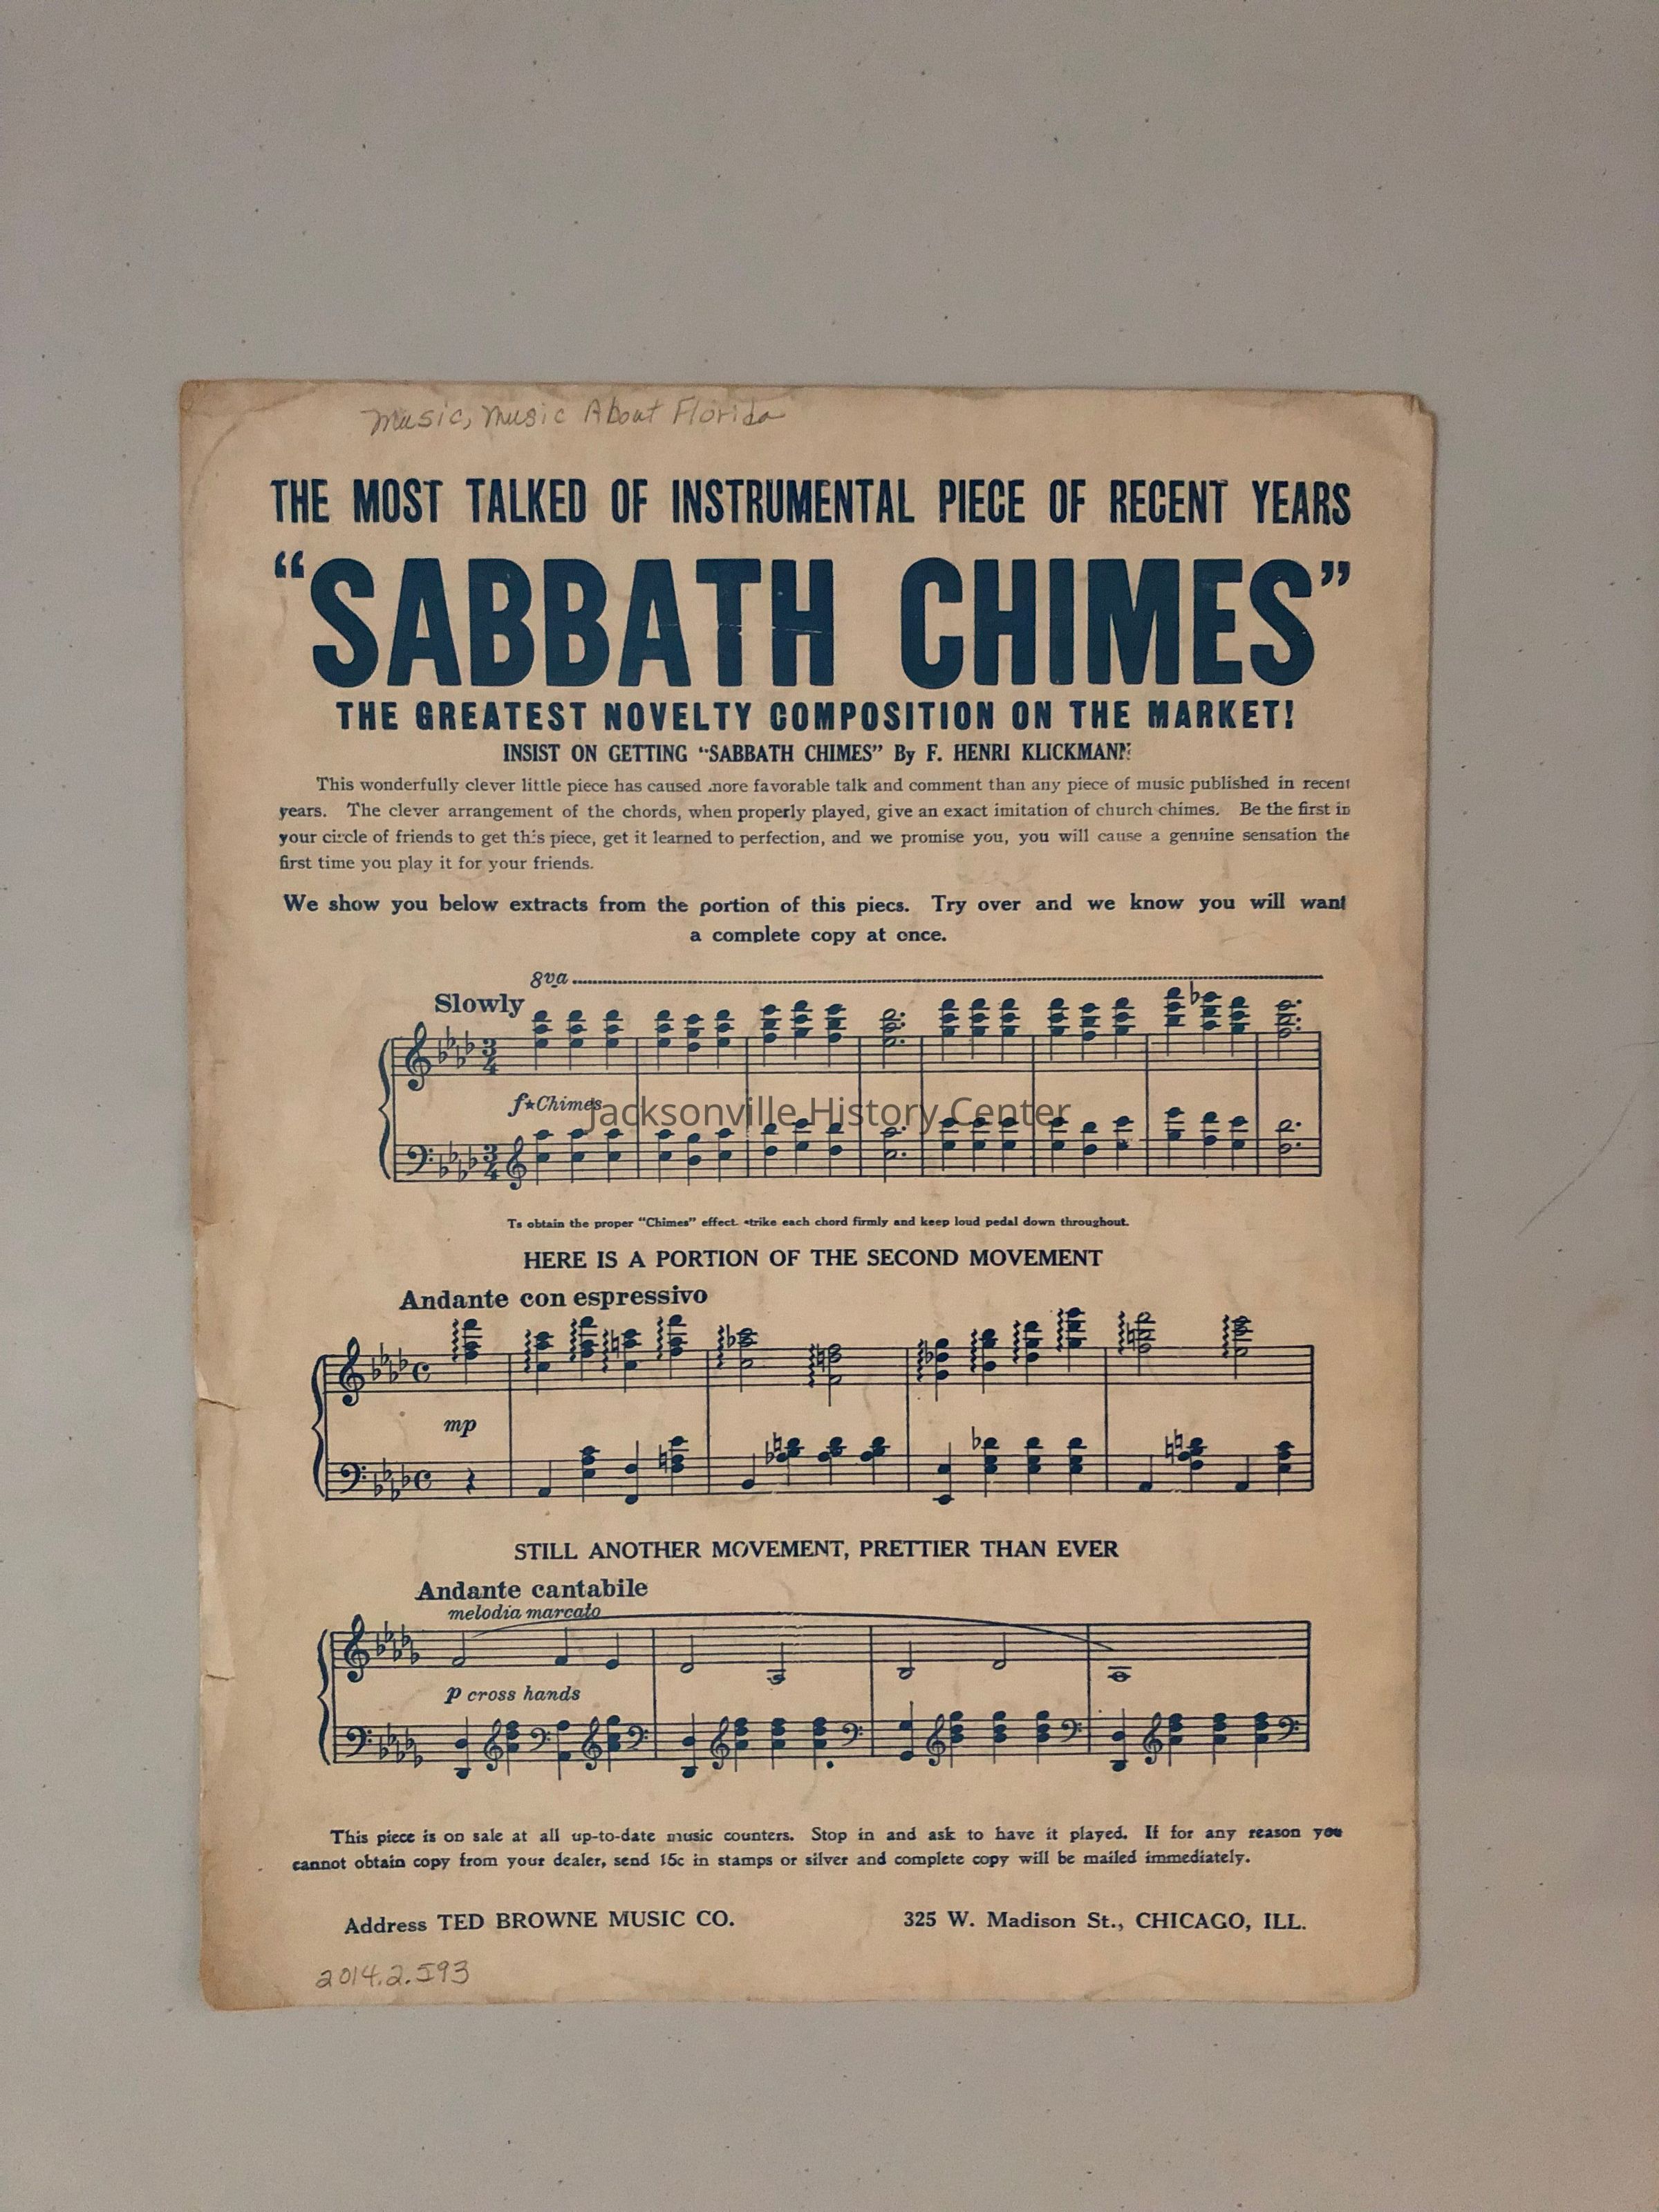 Music, Music About Florida
THE MOST TALKED OF INSTRUMENTAL PIECE OF RECENT YEARS
“SABBATH CHIMES”
THE GREATEST NOVELTY COMPOSITION ON THE MARKET!
INSIST ON GETTING “SABBATH CHIMES” By F. HENRI KLICKMANN
This wonderfully clever little piece has caused more favorable talk and comment than any piece of music published in recent
years. The clever arrangement of the chords, when properly played, give an exact imitation of church chimes. Be the first in
your circle of friends to get this piece, get it learned to perfection, and we promise you, you will cause a genuine sensation the
first time you play it for your friends.
We show you below extracts from the portion of this piecs. Try over and we know you will want
a complete copy at once.
8va
Slowly
3
4
f★Chimes
Jacksonville History Center
3
4
To obtain the proper “Chimes” effect. strike each chord firmly and keep loud pedal down throughout.
HERE IS A PORTION OF THE SECOND MOVEMENT
Andante con espressivo
mp
STILL ANOTHER MOVEMENT, PRETTIER THAN EVER
Andante cantabile
melodia marcato
p cross hands
This piece is on sale at all up-to-date music counters. Stop in and ask to have it played. If for any reason you
cannot obtain copy from your dealer, send 15c in stamps or silver and complete copy will be mailed immediately.
Address TED BROWNE MUSIC CO. 325 W. Madison St., CHICAGO, ILL.
2014.2.593